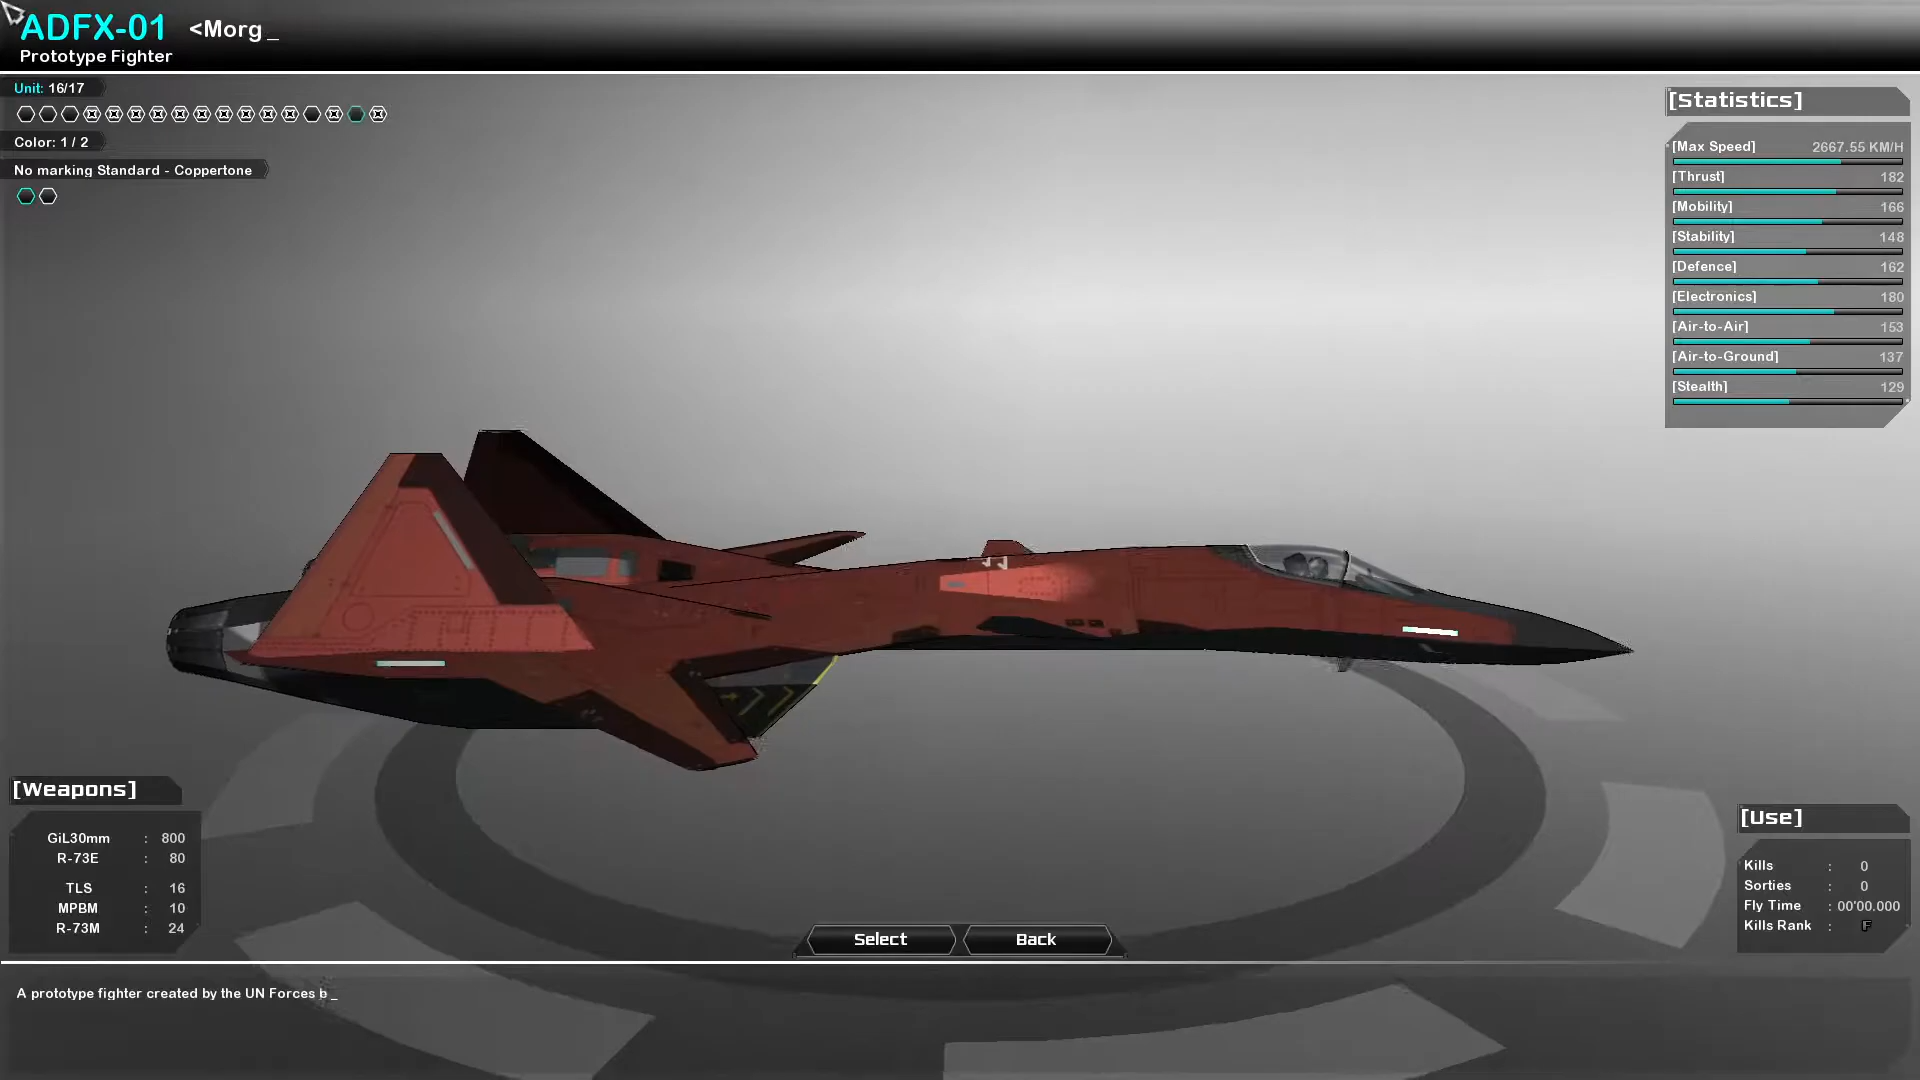 ADFX-01 <Morg _
Prototype Fighter
Unit: 16/17
Color: 1 / 2
No marking Standard - Coppertone
[Statistics]
[Max Speed] 2667.55 KM/H
[Thrust] 182
[Mobility] 166
[Stability] 148
[Defence] 162
[Electronics] 180
[Air-to-Air] 153
[Air-to-Ground] 137
[Stealth] 129
[Weapons]
GiL30mm : 800
R-73E : 80
TLS : 16
MPBM : 10
R-73M : 24
[Use]
Kills : 0
Sorties : 0
Fly Time : 00'00.000
Kills Rank : F
Select Back
A prototype fighter created by the UN Forces b _